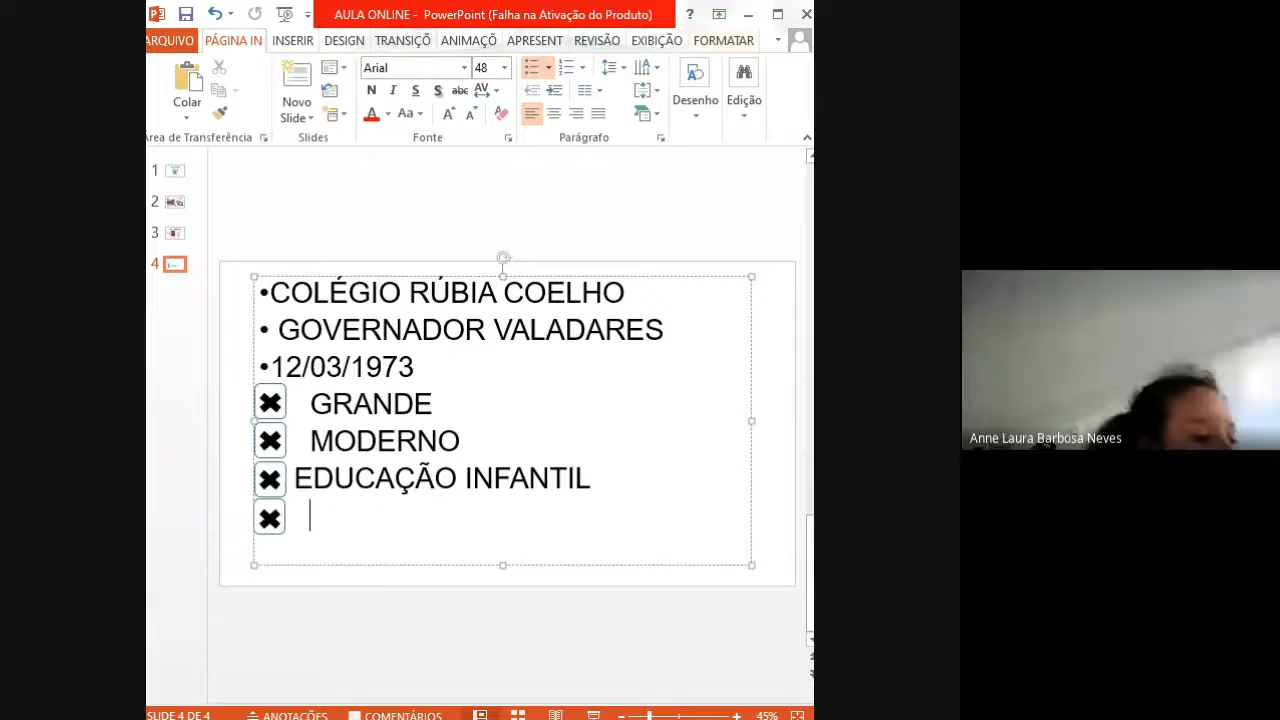 AULA ONLINE - PowerPoint (Falha na Ativação do Produto)
ARQUIVO PÁGINA IN INSERIR DESIGN TRANSIÇÕ ANIMAÇÕ APRESENT REVISÃO EXIBIÇÃO FORMATAR
Arial 48
Colar Novo Slide Desenho Edição
N I S S abc AV
A Aa A A
Área de Transferência Slides Fonte Parágrafo
1
2
3
4
•COLÉGIO RÚBIA COELHO
• GOVERNADOR VALADARES
•12/03/1973
GRANDE
MODERNO
EDUCAÇÃO INFANTIL
Anne Laura Barbosa Neves
SLIDE 4 DE 4 ANOTAÇÕES COMENTÁRIOS 45%